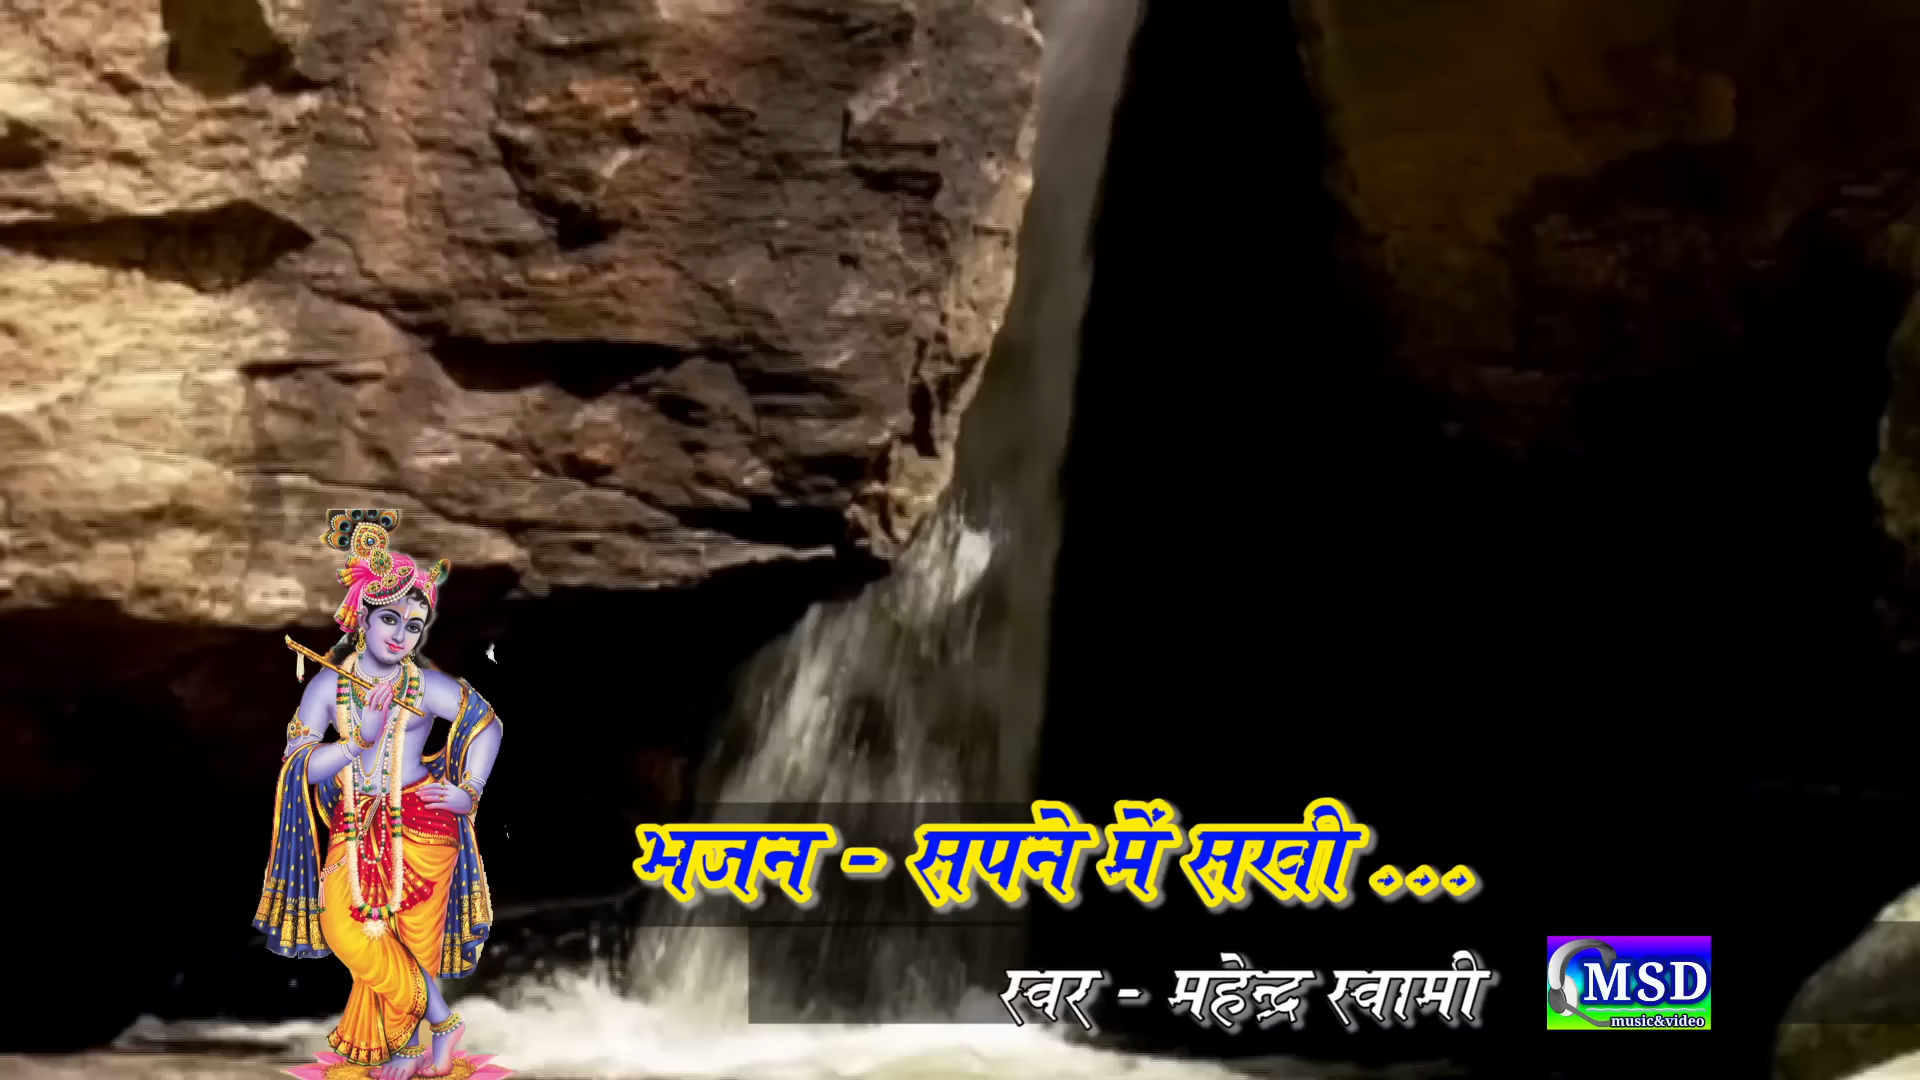 भजन - सपने में सखी ...
स्वर - महेन्द्र स्वामी
MSD
music&video